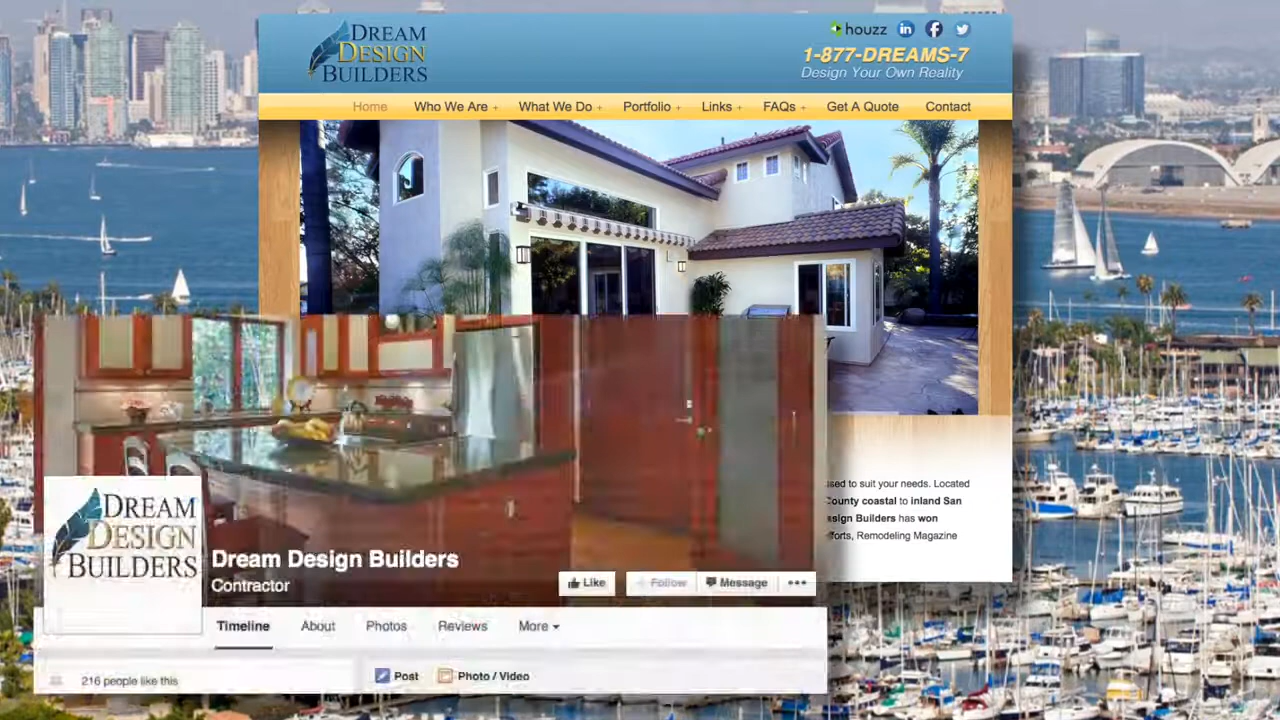 DREAM
DESIGN
BUILDERS
houzz
1-877-DREAMS-7
Design Your Own Reality
Home Who We Are + What We Do + Portfolio + Links + FAQs + Get A Quote Contact
used to suit your needs. Located
County coastal to inland San
Design Builders has won
Remodeling Magazine
DREAM
DESIGN
BUILDERS
Dream Design Builders
Contractor
Like Follow Message •••
Timeline About Photos Reviews More
216 people like this
Post Photo / Video